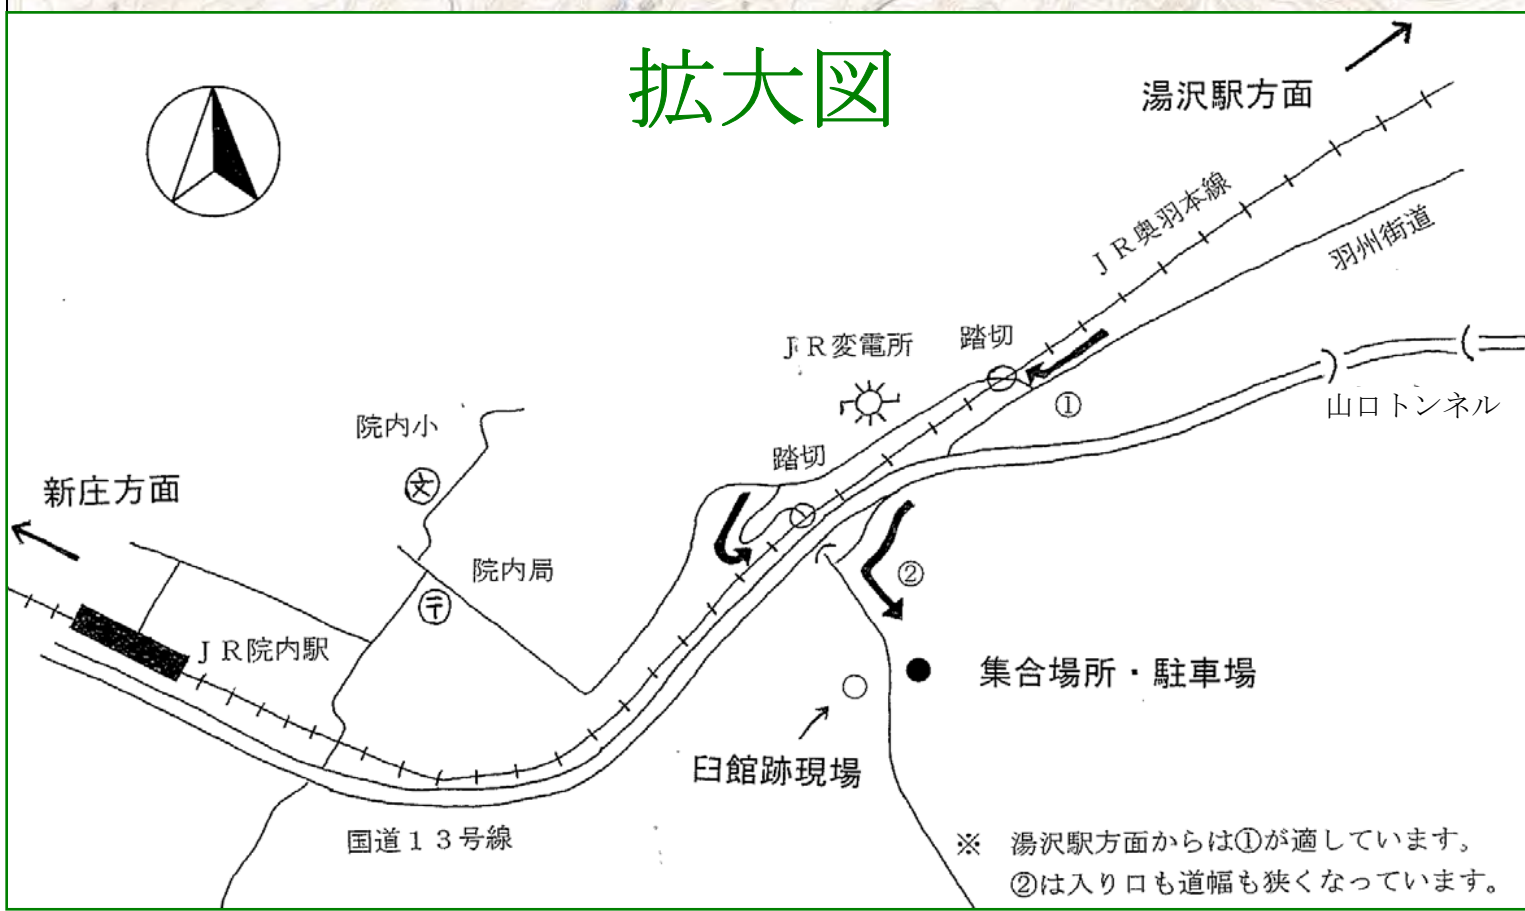 拡大図
湯沢駅方面
JR奥羽本線
羽州街道
踏切
JR変電所
①
山口トンネル
院内小
文
踏切
新庄方面
院内局
〒
②
JR院内駅
集合場所・駐車場
臼館跡現場
国道13号線
※ 湯沢駅方面からは①が適しています。
②は入り口も道幅も狭くなっています。